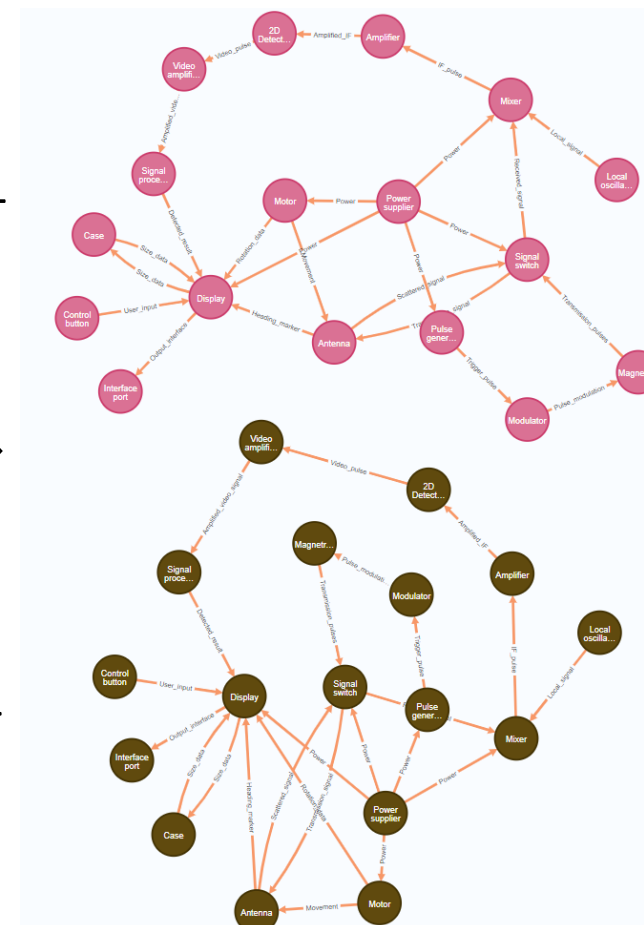 2D
Detect...
Amplified_IF
Amplifier
Video_pulse
Video
amplifi...
IF_pulse
Mixer
Amplified_vide...
Local_signal
Local
oscilla...
Signal
proce...
Received_signal
Power
Detected_result
Motor
Power
Power
supplier
Power
Case
Size_data
Size_data
Rotation_data
Movement
Power
Power
Signal
switch
Scattered_signal
Display
Control
button
User_input
Heading_marker
Antenna
signal
Pulse
gener...
Transmission_pulses
Output_interface
Trigger_pulse
Interface
port
Modulator
Pulse_modulation
Magnet
Video
amplifi...
Video_pulse
2D
Detect...
Amplified_video_signal
Amplified_IF
Magnetr...
Pulse_modulati...
Signal
proce...
Modulator
Amplifier
Transmission_pulses
Detected_result
Trigger_pulse
IF_pulse
Local
oscilla...
Local_signal
Control
button
User_input
Display
Signal
switch
Pulse
gener...
Mixer
Output_interface
Interface
port
Size_data
Size_data
Power
Power
Power
Power
Heading_marker
Scattered_signal
Transmission_signal
Case
Power
supplier
Power
Antenna
Movement
Motor